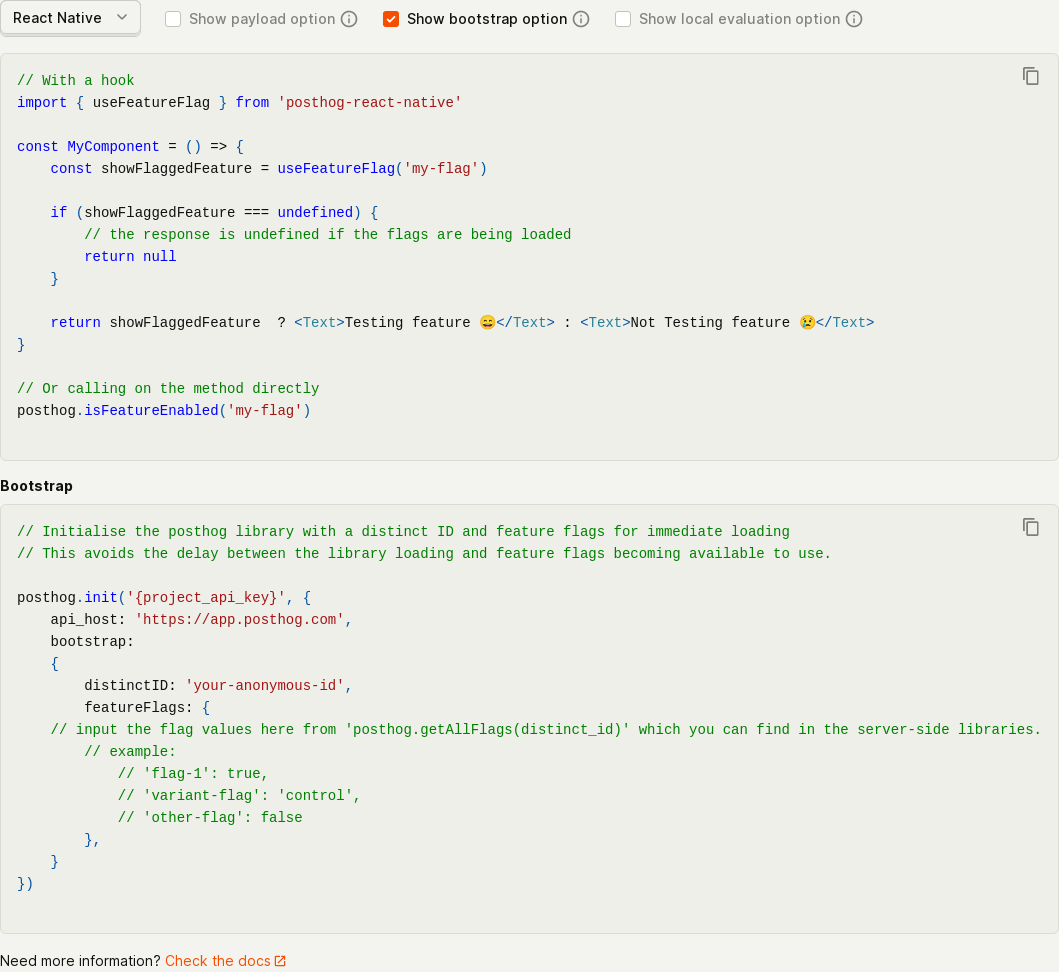 React Native
Show payload option
Show bootstrap option
Show local evaluation option
// With a hook
import { useFeatureFlag } from 'posthog-react-native'

const MyComponent = () => {
    const showFlaggedFeature = useFeatureFlag('my-flag')

    if (showFlaggedFeature === undefined) {
        // the response is undefined if the flags are being loaded
        return null
    }

    return showFlaggedFeature  ? <Text>Testing feature 😄</Text> : <Text>Not Testing feature 😢</Text>
}

// Or calling on the method directly
posthog.isFeatureEnabled('my-flag')

Bootstrap
// Initialise the posthog library with a distinct ID and feature flags for immediate loading
// This avoids the delay between the library loading and feature flags becoming available to use.

posthog.init('{project_api_key}', {
    api_host: 'https://app.posthog.com',
    bootstrap:
    {
        distinctID: 'your-anonymous-id',
        featureFlags: {
    // input the flag values here from 'posthog.getAllFlags(distinct_id)' which you can find in the server-side libraries.
        // example:
            // 'flag-1': true,
            // 'variant-flag': 'control',
            // 'other-flag': false
        },
    }
})

Need more information? Check the docs